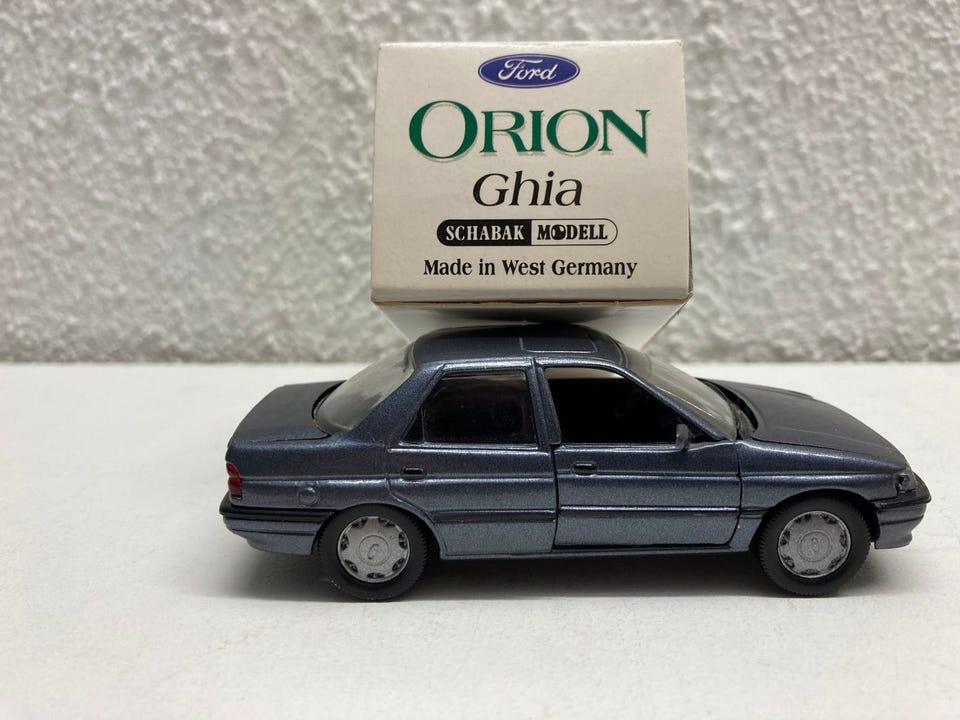 Ford
ORION
Ghia
SCHABAK MODELL
Made in West Germany